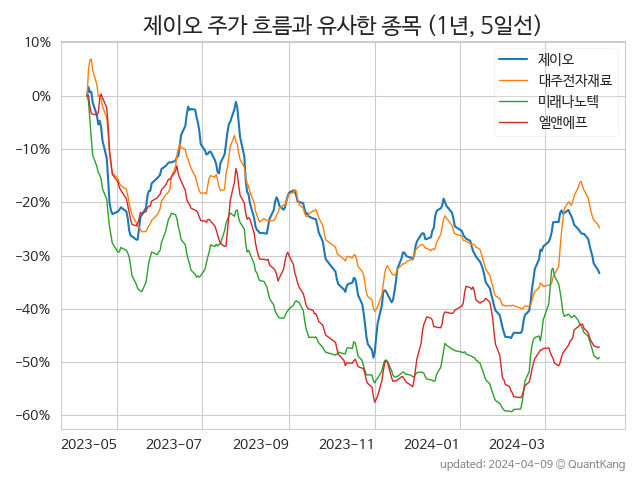 제이오 주가 흐름과 유사한 종목 (1년, 5일선)
제이오
대주전자재료
미래나노텍
엘앤에프
10%
0%
−10%
−20%
−30%
−40%
−50%
−60%
2023-05
2023-07
2023-09
2023-11
2024-01
2024-03
updated: 2024-04-09 © QuantKang